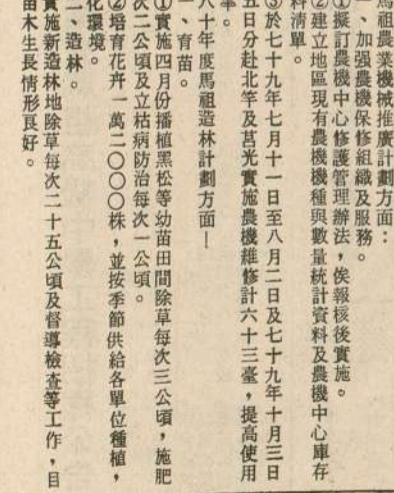 馬祖農業機械推廣計劃方面：
一、加强農機保修組織及服務。
①擬訂農機中心修護管理辦法，俟報核後實施。
②建立地區現有農機機種與數量統計資料及農機中心庫存
料清單。
③於七十九年七月十一日至八月二日及七十九年十月三日
五日分赴北竿及莒光實施農機維修計六十三臺，提高使用
率。
八十年度馬祖造林計劃方面—
一、育苗。
①實施四月份播植黑松等幼苗田間除草每次三公頃，施肥
次二公頃及立枯病防治每次一公頃。
②培育花卉一萬二〇〇〇株，並按季節供給各單位種植，
化環境。
二、造林。
實施新造林地除草每次二十五公頃及督導檢查等工作，目
苗木生長情形良好。